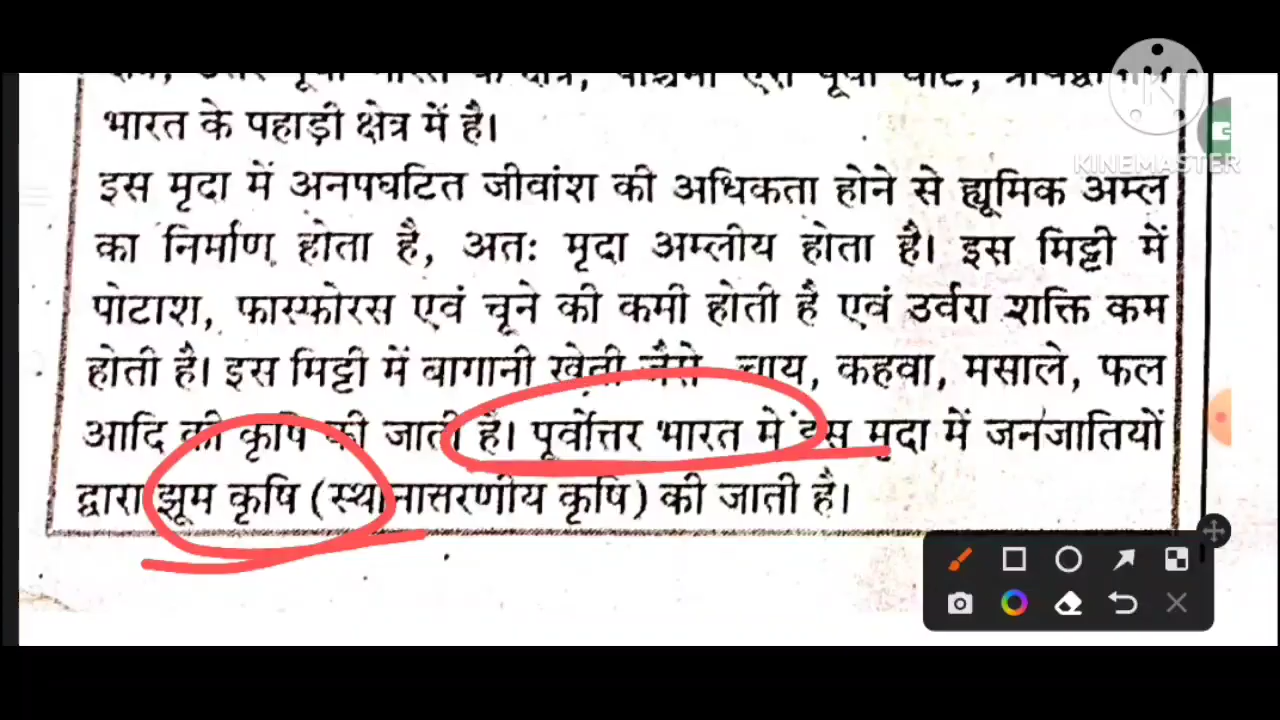 भारत के पहाड़ी क्षेत्र में है।
इस मृदा में अनपघटित जीवांश की अधिकता होने से ह्यूमिक अम्ल
का निर्माण होता है, अतः मृदा अम्लीय होता है। इस मिट्टी में
पोटाश, फास्फोरस एवं चूने की कमी होती है एवं उर्वरा शक्ति कम
होती है। इस मिट्टी में बागानी खेती जैसे चाय, कहवा, मसाले, फल
आदि की कृषि की जाती है। पूर्वोत्तर भारत में इस मृदा में जनजातियों
द्वारा झूम कृषि (स्थानात्तरणीय कृषि) की जाती है।
KINEMASTER